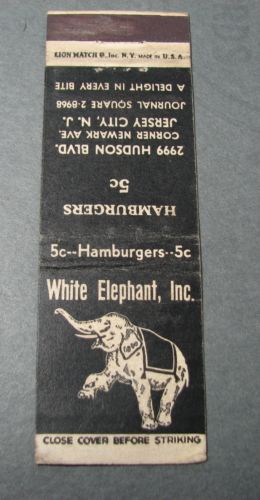 LION MATCH Co., Inc. N.Y. MADE IN U.S.A.
A DELIGHT IN EVERY BITE
JOURNAL SQUARE 2-8968
JERSEY CITY, N. J.
CORNER NEWARK AVE.
2999 HUDSON BLVD.
5c
HAMBURGERS
5c--Hamburgers--5c
White Elephant, Inc.
CLOSE COVER BEFORE STRIKING